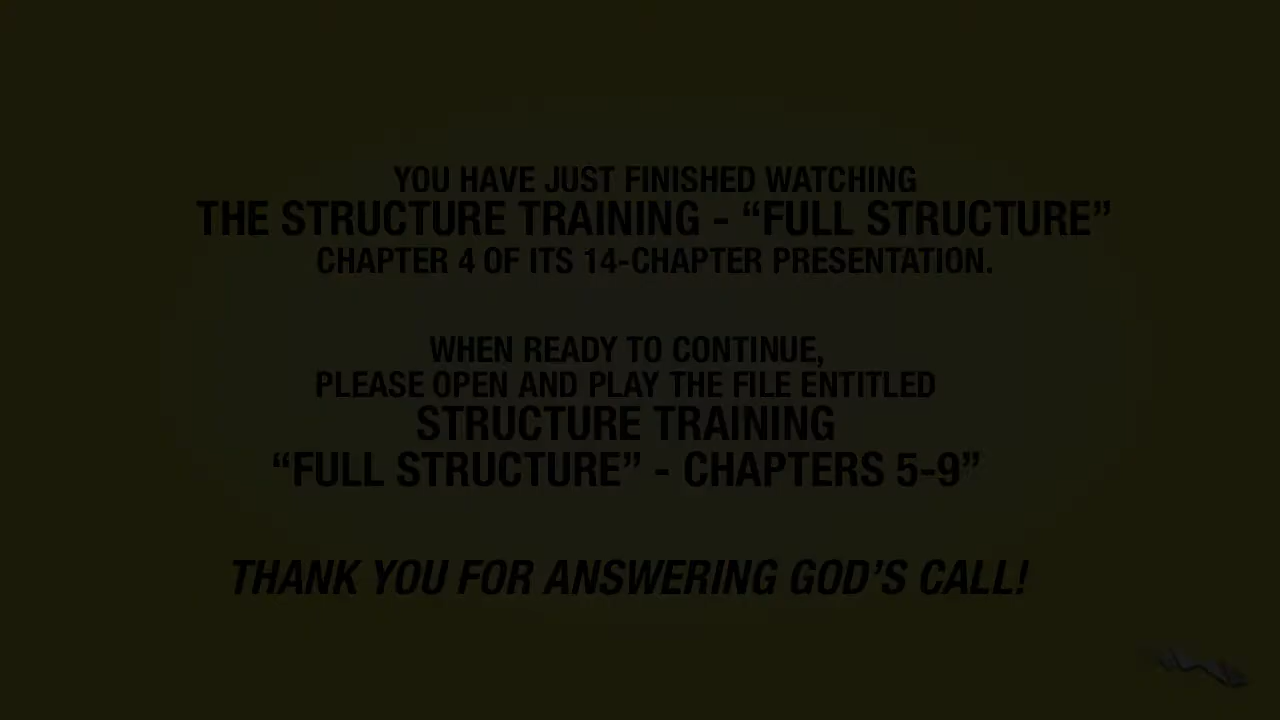 YOU HAVE JUST FINISHED WATCHING
THE STRUCTURE TRAINING - “FULL STRUCTURE”
CHAPTER 4 OF ITS 14-CHAPTER PRESENTATION.
WHEN READY TO CONTINUE,
PLEASE OPEN AND PLAY THE FILE ENTITLED
STRUCTURE TRAINING
“FULL STRUCTURE” - CHAPTERS 5-9”
THANK YOU FOR ANSWERING GOD’S CALL!